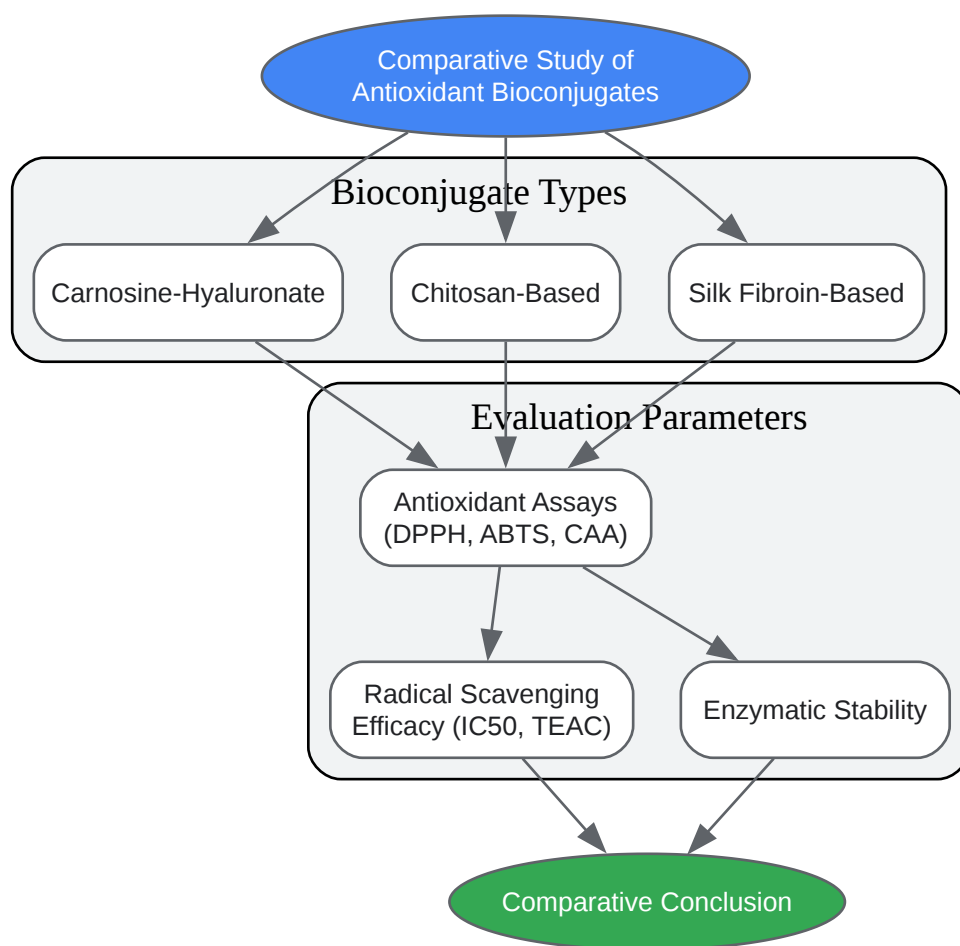 Comparative Study of
Antioxidant Bioconjugates
Bioconjugate Types
Carnosine-Hyaluronate
Chitosan-Based
Silk Fibroin-Based
Evaluation Parameters
Antioxidant Assays
(DPPH, ABTS, CAA)
Radical Scavenging
Efficacy (IC50, TEAC)
Enzymatic Stability
Comparative Conclusion